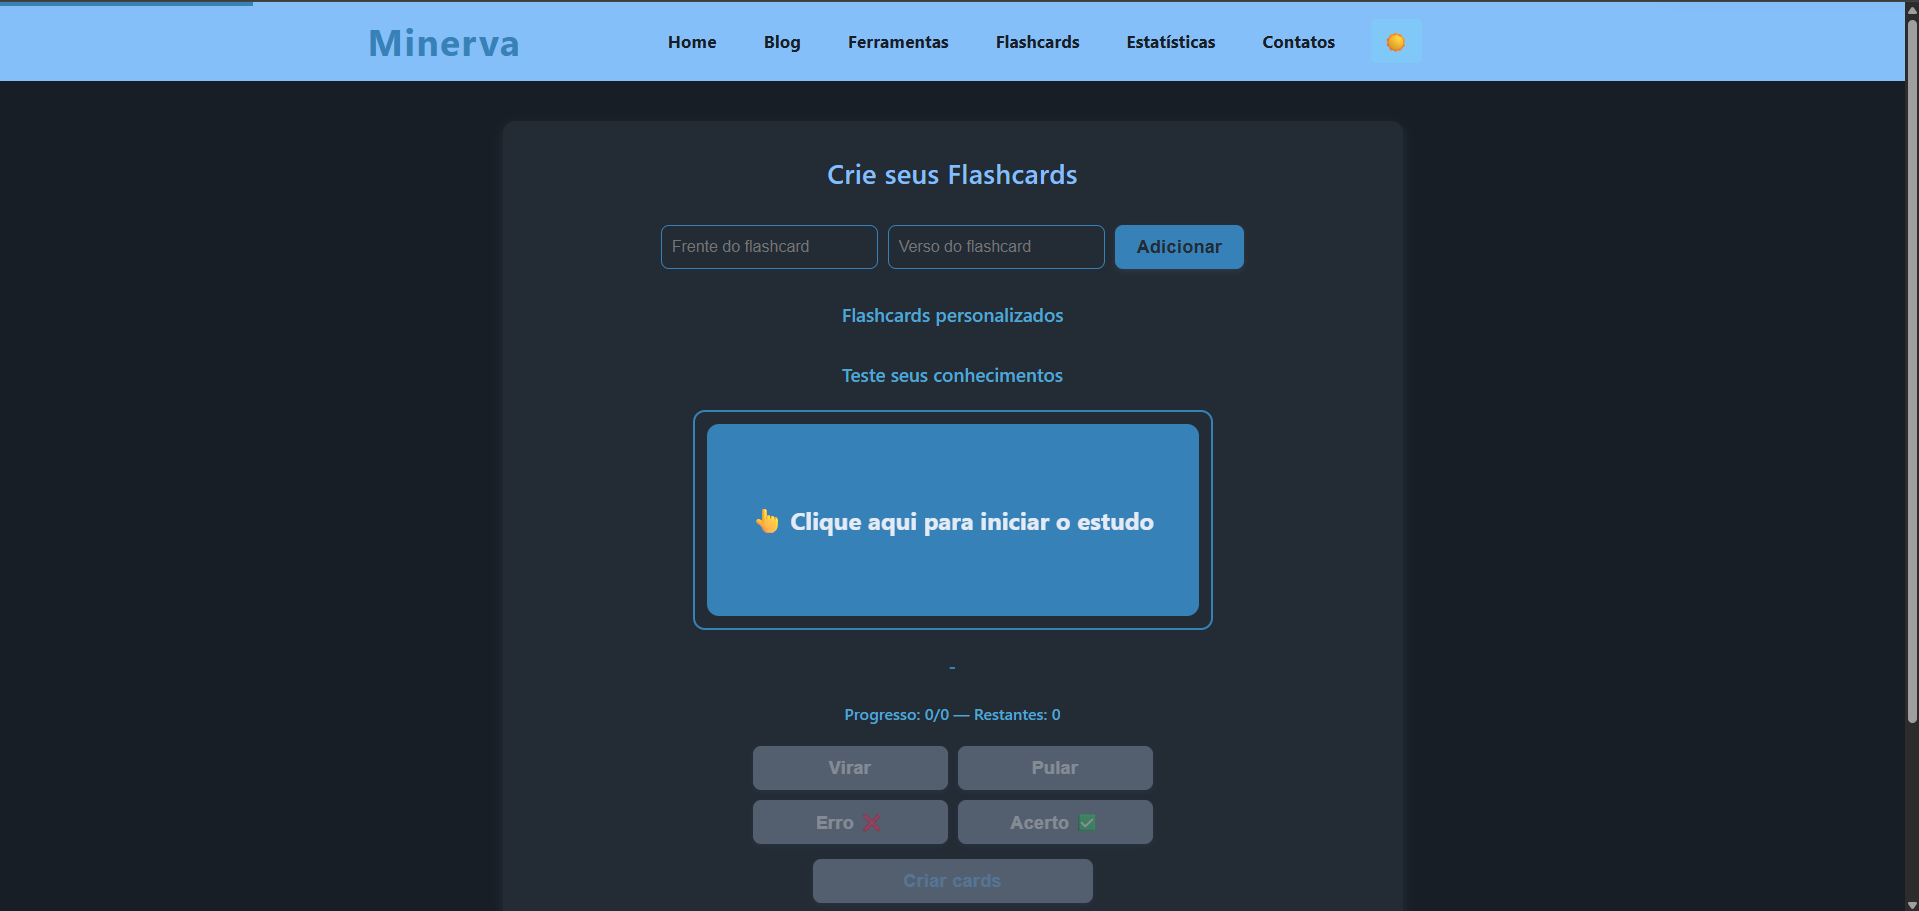 Minerva
Home Blog Ferramentas Flashcards Estatísticas Contatos
Crie seus Flashcards
Frente do flashcard Verso do flashcard Adicionar
Flashcards personalizados
Teste seus conhecimentos
👆 Clique aqui para iniciar o estudo
-
Progresso: 0/0 — Restantes: 0
Virar Pular
Erro ❌ Acerto ✅
Criar cards